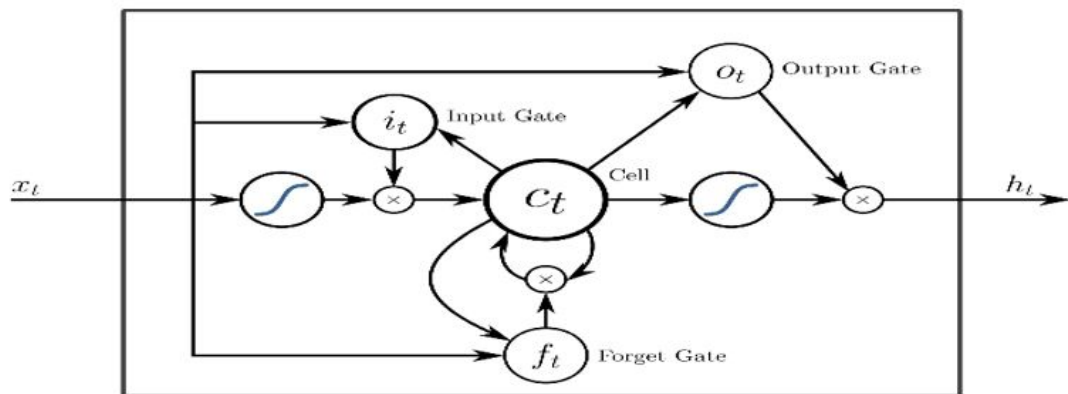 o_t Output Gate
i_t Input Gate
x_t
Cell
c_t
h_t
×
×
×
f_t Forget Gate